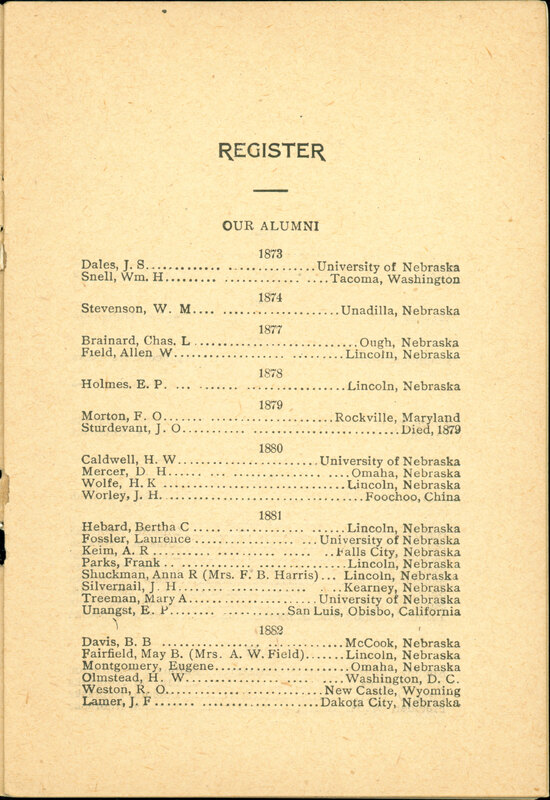 REGISTER
OUR ALUMNI
1873
Dales, J. S. University of Nebraska
Snell, Wm. H. Tacoma, Washington
1874
Stevenson, W. M. Unadilla, Nebraska
1877
Brainard, Chas. L. Ough, Nebraska
Field, Allen W. Lincoln, Nebraska
1878
Holmes. E. P. Lincoln, Nebraska
1879
Morton, F. O. Rockville, Maryland
Sturdevant, J. O. Died, 1879
1880
Caldwell, H. W. University of Nebraska
Mercer, D H. Omaha, Nebraska
Wolfe, H. K Lincoln, Nebraska
Worley, J. H. Foochoo, China
1881
Hebard, Bertha C Lincoln, Nebraska
Fossler, Laurence University of Nebraska
Keim, A. R Falls City, Nebraska
Parks, Frank Lincoln, Nebraska
Shuckman, Anna R (Mrs. F. B. Harris) Lincoln, Nebraska
Silvernail, J. H. Kearney, Nebraska
Treeman, Mary A. University of Nebraska
Unangst, E. P. San Luis, Obisbo, California
1882
Davis, B. B McCook, Nebraska
Fairfield, May B. (Mrs. A. W. Field) Lincoln, Nebraska
Montgomery, Eugene Omaha, Nebraska
Olmstead, H. W. Washington, D. C.
Weston, R. O. New Castle, Wyoming
Lamer, J. F Dakota City, Nebraska